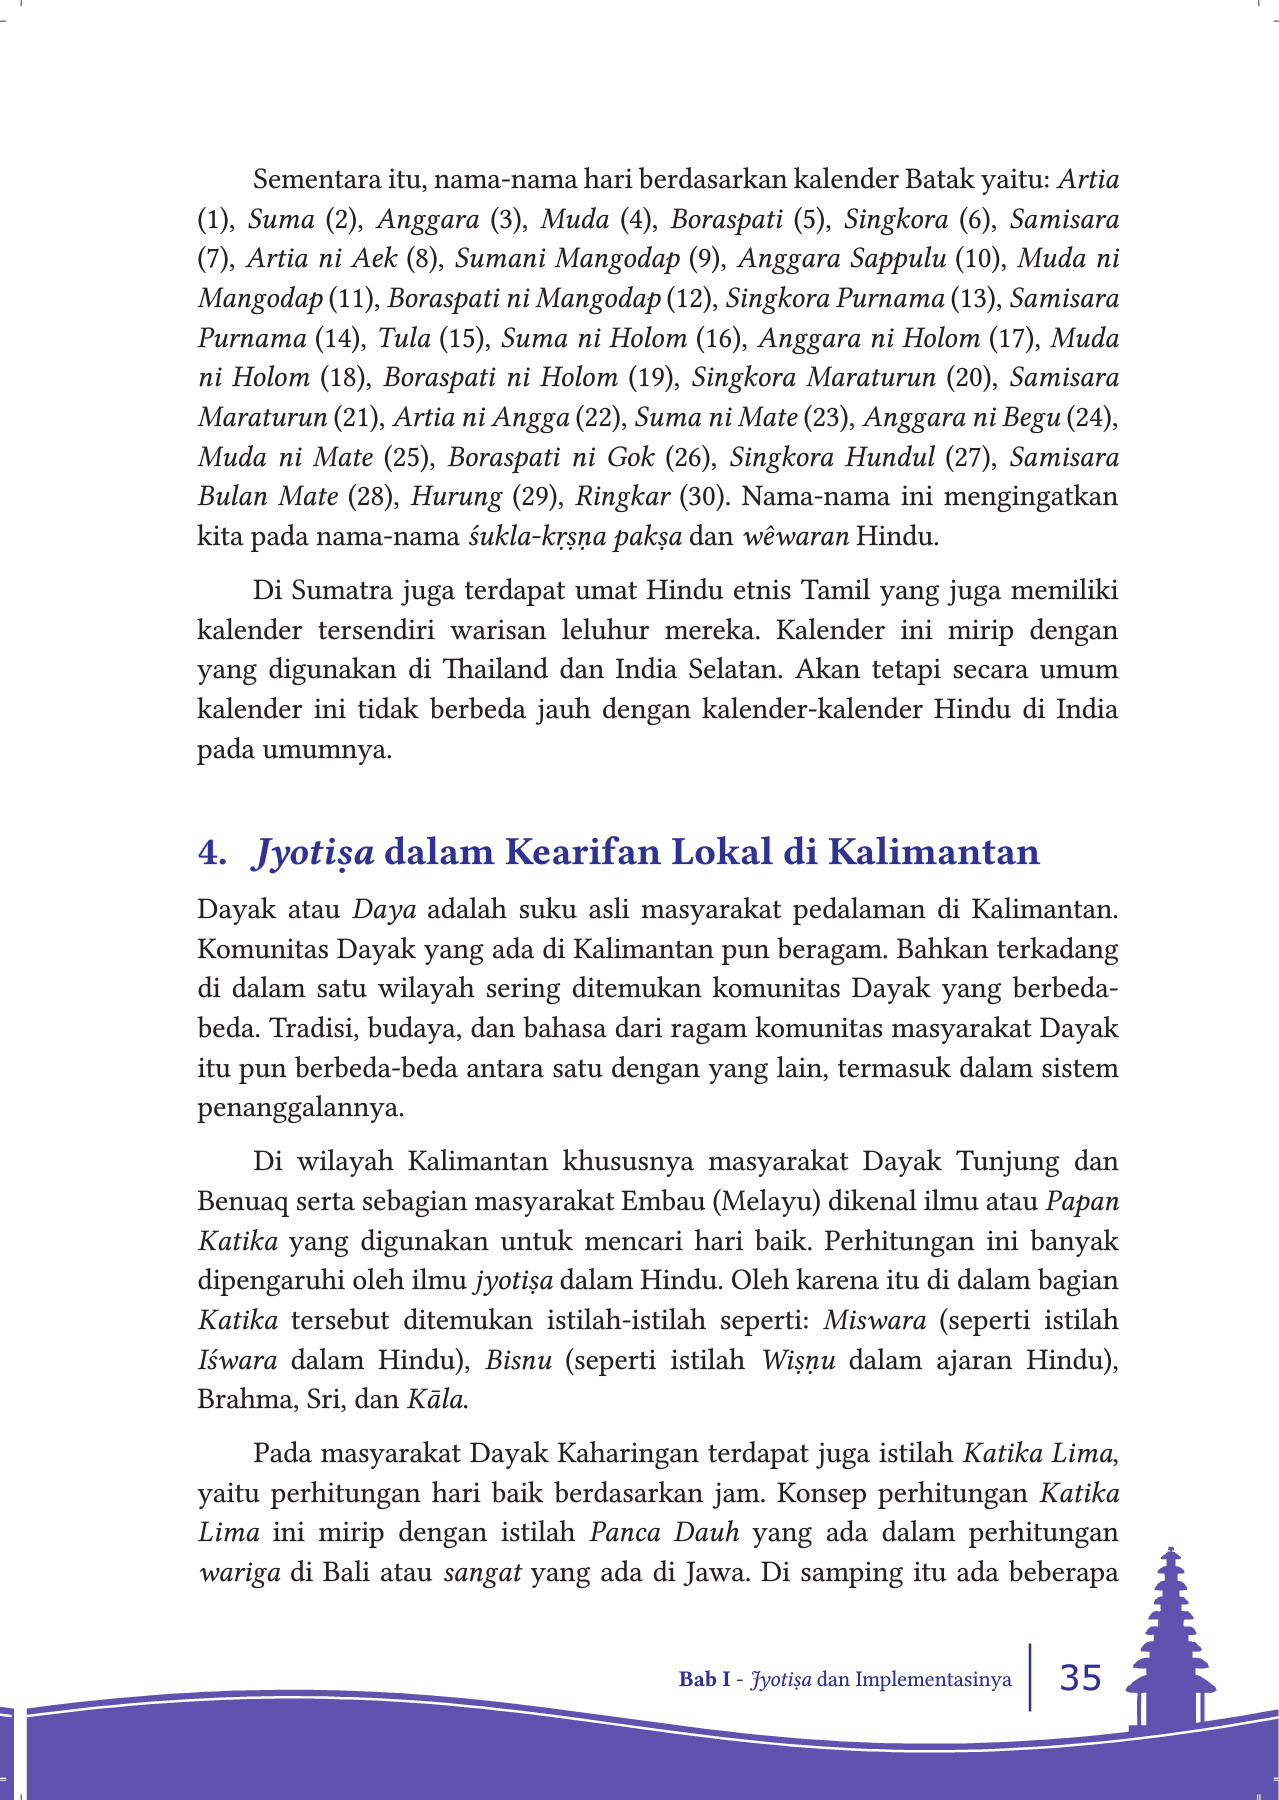 Sementara itu, nama-nama hari berdasarkan kalender Batak yaitu: Artia
(1), Suma (2), Anggara (3), Muda (4), Boraspati (5), Singkora (6), Samisara
(7), Artia ni Aek (8), Sumani Mangodap (9), Anggara Sappulu (10), Muda ni
Mangodap (11), Boraspati ni Mangodap (12), Singkora Purnama (13), Samisara
Purnama (14), Tula (15), Suma ni Holom (16), Anggara ni Holom (17), Muda
ni Holom (18), Boraspati ni Holom (19), Singkora Maraturun (20), Samisara
Maraturun (21), Artia ni Angga (22), Suma ni Mate (23), Anggara ni Begu (24),
Muda ni Mate (25), Boraspati ni Gok (26), Singkora Hundul (27), Samisara
Bulan Mate (28), Hurung (29), Ringkar (30). Nama-nama ini mengingatkan
kita pada nama-nama śukla-kṛṣṇa pakṣa dan wêwaran Hindu.
Di Sumatra juga terdapat umat Hindu etnis Tamil yang juga memiliki
kalender tersendiri warisan leluhur mereka. Kalender ini mirip dengan
yang digunakan di Thailand dan India Selatan. Akan tetapi secara umum
kalender ini tidak berbeda jauh dengan kalender-kalender Hindu di India
pada umumnya.
4. Jyotiṣa dalam Kearifan Lokal di Kalimantan
Dayak atau Daya adalah suku asli masyarakat pedalaman di Kalimantan.
Komunitas Dayak yang ada di Kalimantan pun beragam. Bahkan terkadang
di dalam satu wilayah sering ditemukan komunitas Dayak yang berbeda-
beda. Tradisi, budaya, dan bahasa dari ragam komunitas masyarakat Dayak
itu pun berbeda-beda antara satu dengan yang lain, termasuk dalam sistem
penanggalannya.
Di wilayah Kalimantan khususnya masyarakat Dayak Tunjung dan
Benuaq serta sebagian masyarakat Embau (Melayu) dikenal ilmu atau Papan
Katika yang digunakan untuk mencari hari baik. Perhitungan ini banyak
dipengaruhi oleh ilmu jyotiṣa dalam Hindu. Oleh karena itu di dalam bagian
Katika tersebut ditemukan istilah-istilah seperti: Miswara (seperti istilah
Iśwara dalam Hindu), Bisnu (seperti istilah Wiṣṇu dalam ajaran Hindu),
Brahma, Sri, dan Kāla.
Pada masyarakat Dayak Kaharingan terdapat juga istilah Katika Lima,
yaitu perhitungan hari baik berdasarkan jam. Konsep perhitungan Katika
Lima ini mirip dengan istilah Panca Dauh yang ada dalam perhitungan
wariga di Bali atau sangat yang ada di Jawa. Di samping itu ada beberapa
Bab I - Jyotiṣa dan Implementasinya
35